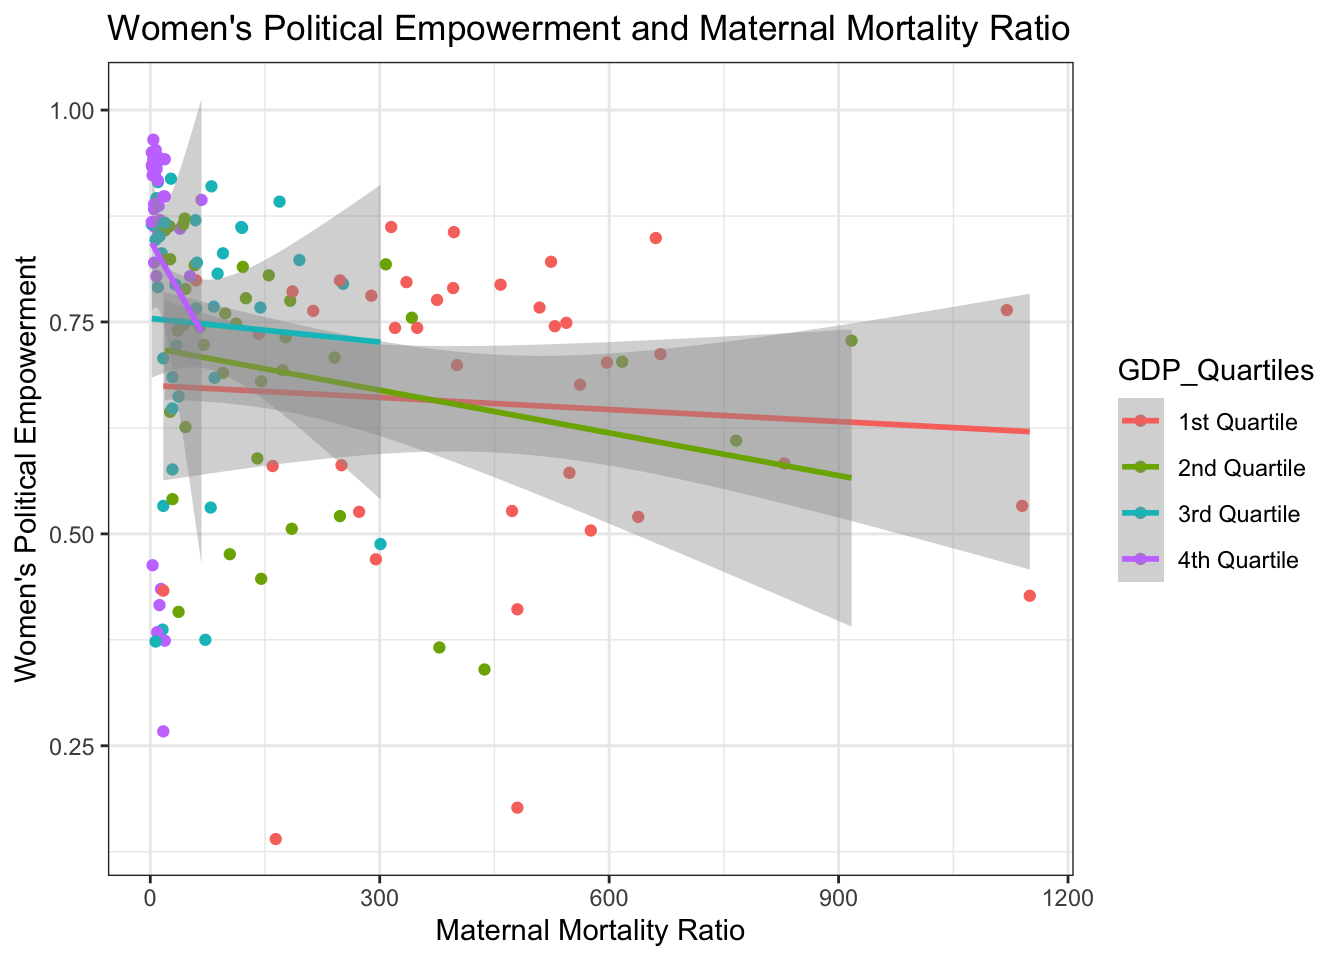 Women's Political Empowerment and Maternal Mortality Ratio
Women's Political Empowerment
1.00
0.75
0.50
0.25
0
300
600
900
1200
Maternal Mortality Ratio
GDP_Quartiles
1st Quartile
2nd Quartile
3rd Quartile
4th Quartile